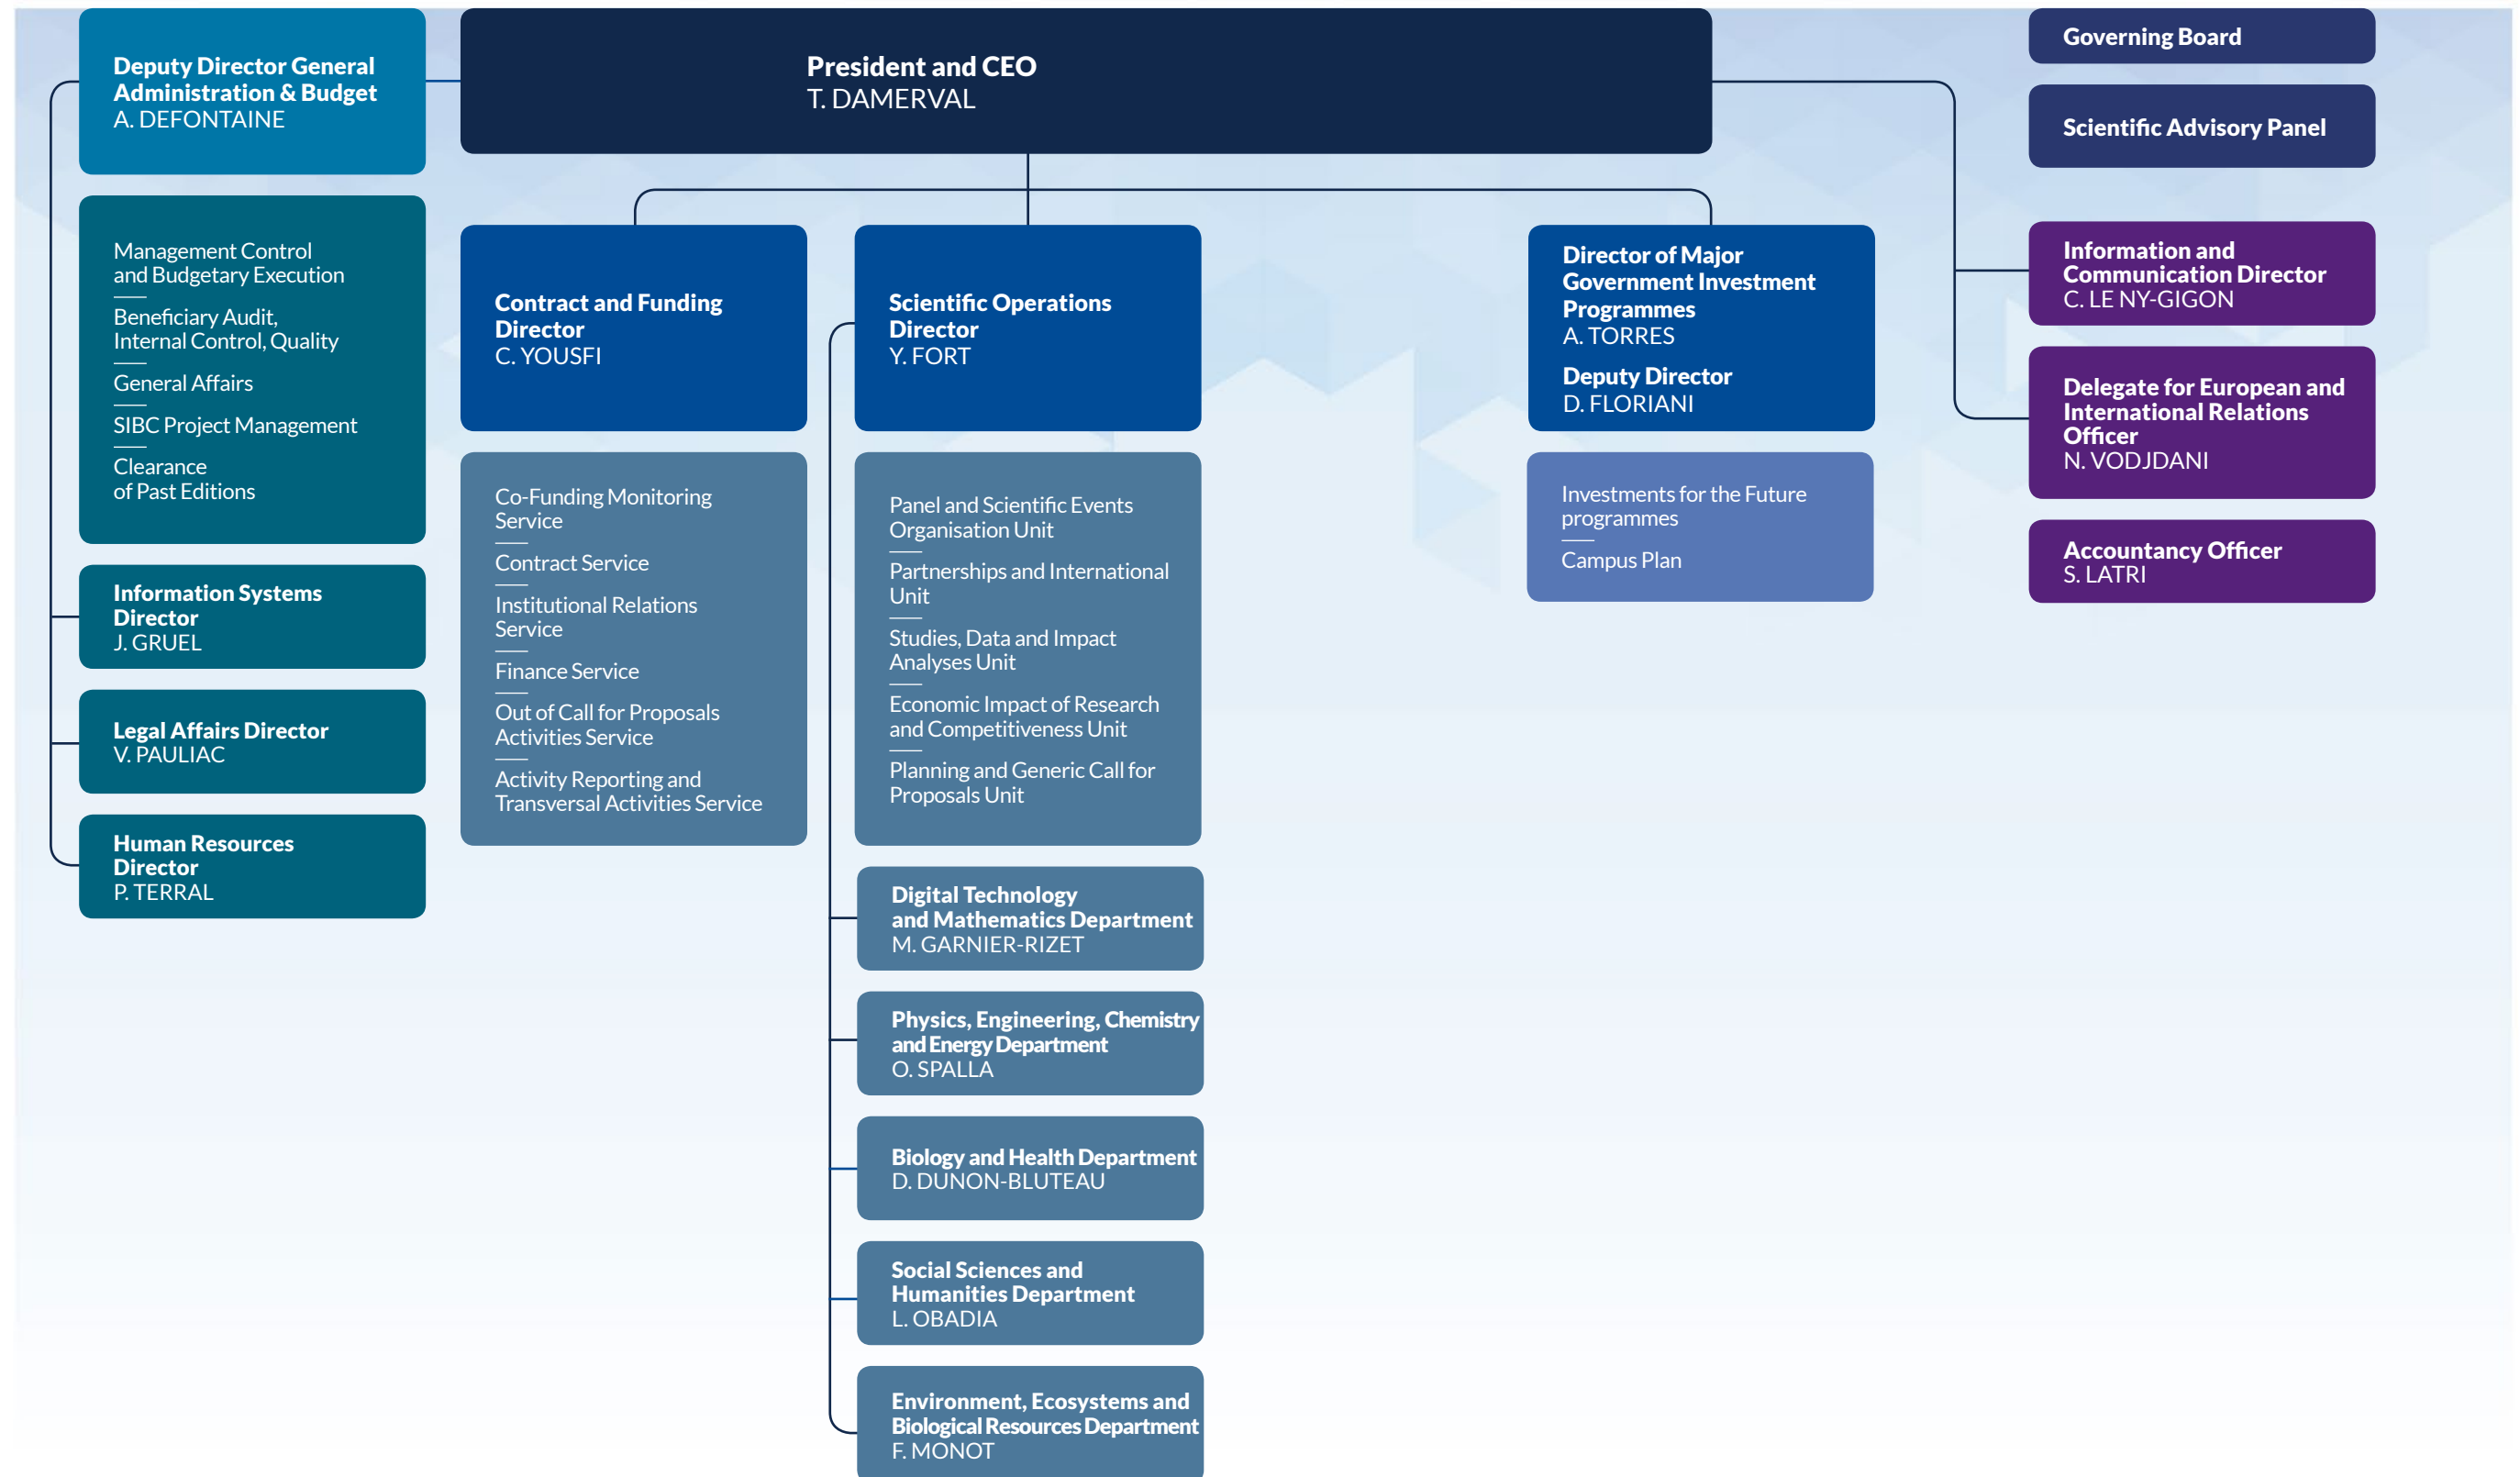 Deputy Director General
Administration & Budget
A. DEFONTAINE
President and CEO
T. DAMERVAL
Governing Board
Scientific Advisory Panel
Management Control
and Budgetary Execution
Beneficiary Audit,
Internal Control, Quality
General Affairs
SIBC Project Management
Clearance
of Past Editions
Information Systems
Director
J. GRUEL
Legal Affairs Director
V. PAULIAC
Human Resources
Director
P. TERRAL
Contract and Funding
Director
C. YOUSFI
Co-Funding Monitoring
Service
Contract Service
Institutional Relations
Service
Finance Service
Out of Call for Proposals
Activities Service
Activity Reporting and
Transversal Activities Service
Scientific Operations
Director
Y. FORT
Panel and Scientific Events
Organisation Unit
Partnerships and International
Unit
Studies, Data and Impact
Analyses Unit
Economic Impact of Research
and Competitiveness Unit
Planning and Generic Call for
Proposals Unit
Digital Technology
and Mathematics Department
M. GARNIER-RIZET
Physics, Engineering, Chemistry
and Energy Department
O. SPALLA
Biology and Health Department
D. DUNON-BLUTEAU
Social Sciences and
Humanities Department
L. OBADIA
Environment, Ecosystems and
Biological Resources Department
F. MONOT
Director of Major
Government Investment
Programmes
A. TORRES
Deputy Director
D. FLORIANI
Investments for the Future
programmes
Campus Plan
Information and
Communication Director
C. LE NY-GIGON
Delegate for European and
International Relations
Officer
N. VODJDANI
Accountancy Officer
S. LATRI